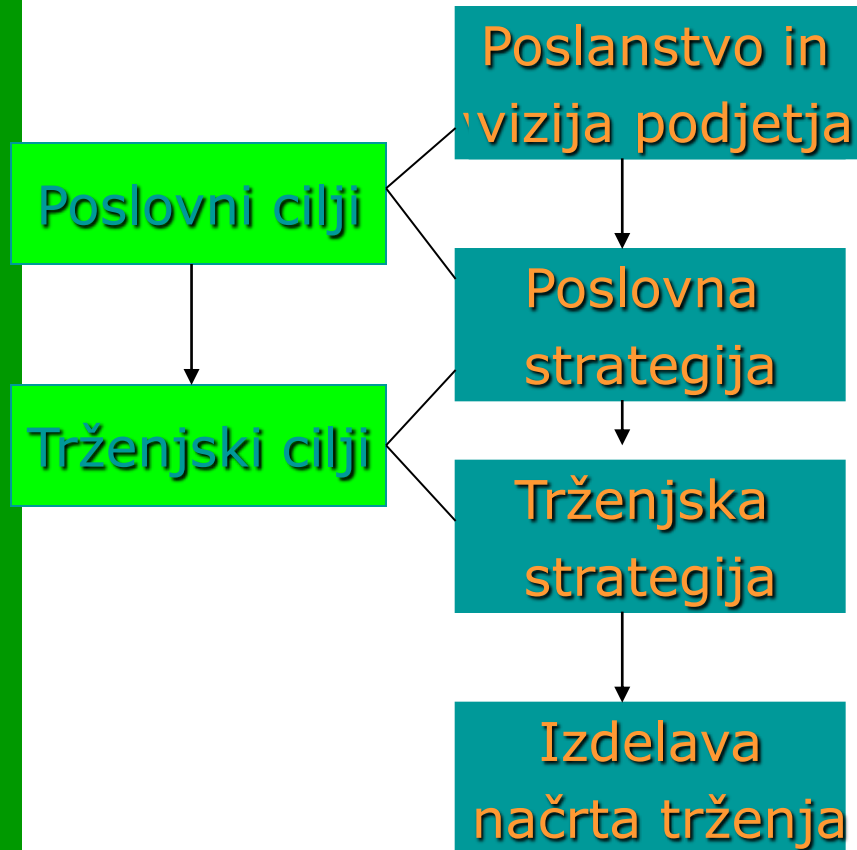 Poslanstvo in
vizija podjetja
Poslovni cilji
Poslovna
strategija
Trženjski cilji
Trženjska
strategija
Izdelava
načrta trženja